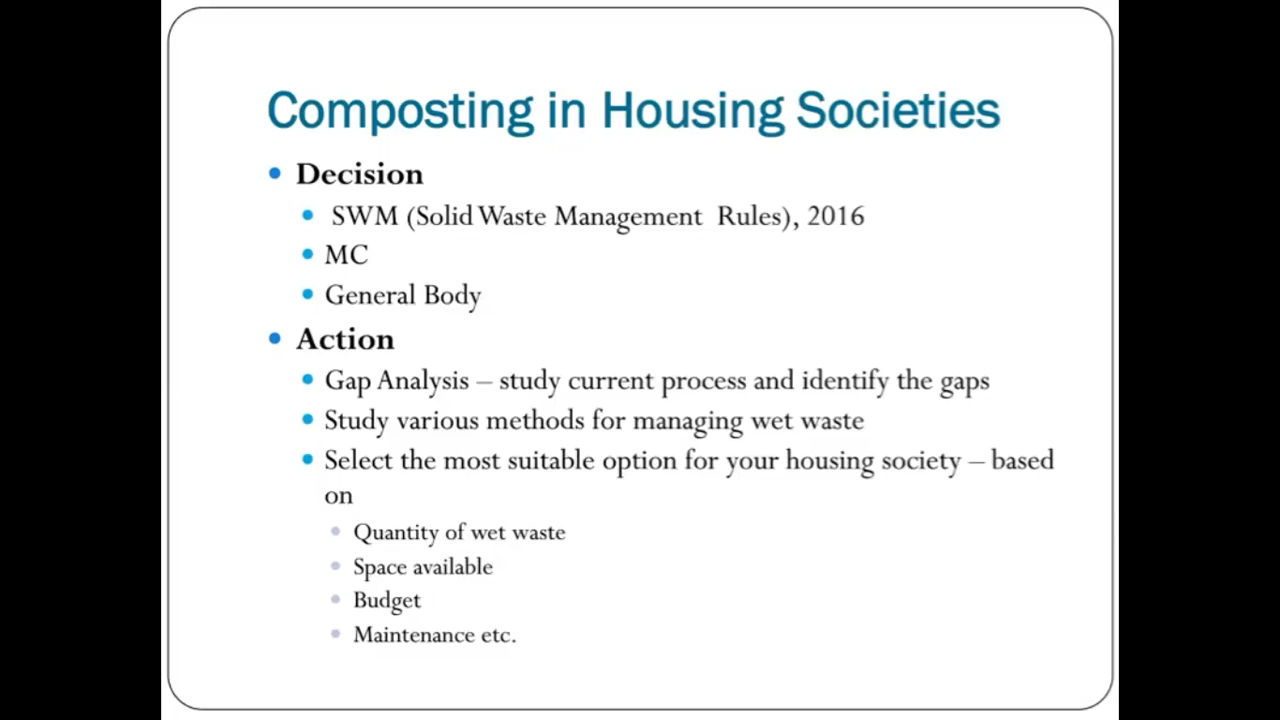 Composting in Housing Societies
• Decision
• SWM (Solid Waste Management Rules), 2016
• MC
• General Body
• Action
• Gap Analysis – study current process and identify the gaps
• Study various methods for managing wet waste
• Select the most suitable option for your housing society – based
on
• Quantity of wet waste
• Space available
• Budget
• Maintenance etc.